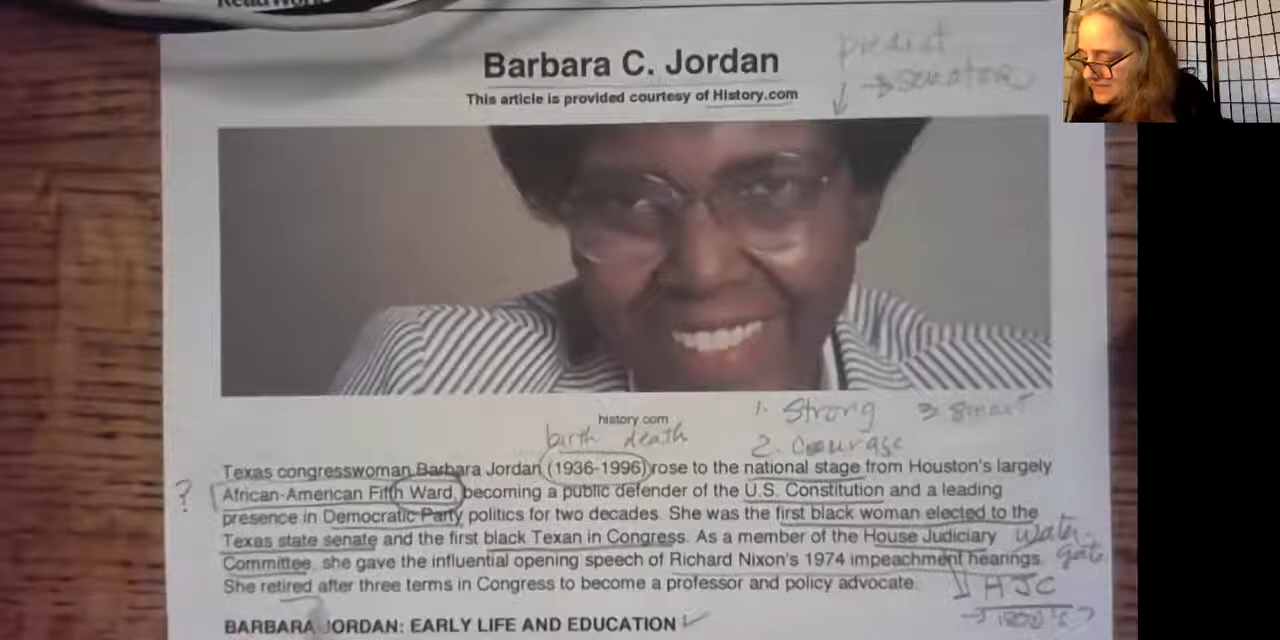 Barbara C. Jordan
predict
→ senator
This article is provided courtesy of History.com
history.com
1. Strong 3 smart
birth death
2. Courage
Texas congresswoman Barbara Jordan (1936-1996) rose to the national stage from Houston's largely
? African-American Fifth Ward, becoming a public defender of the U.S. Constitution and a leading
presence in Democratic Party politics for two decades. She was the first black woman elected to the
Texas state senate and the first black Texan in Congress. As a member of the House Judiciary
Water
gate
Committee, she gave the influential opening speech of Richard Nixon's 1974 impeachment hearings.
She retired after three terms in Congress to become a professor and policy advocate.
HJC
BARBARA JORDAN: EARLY LIFE AND EDUCATION